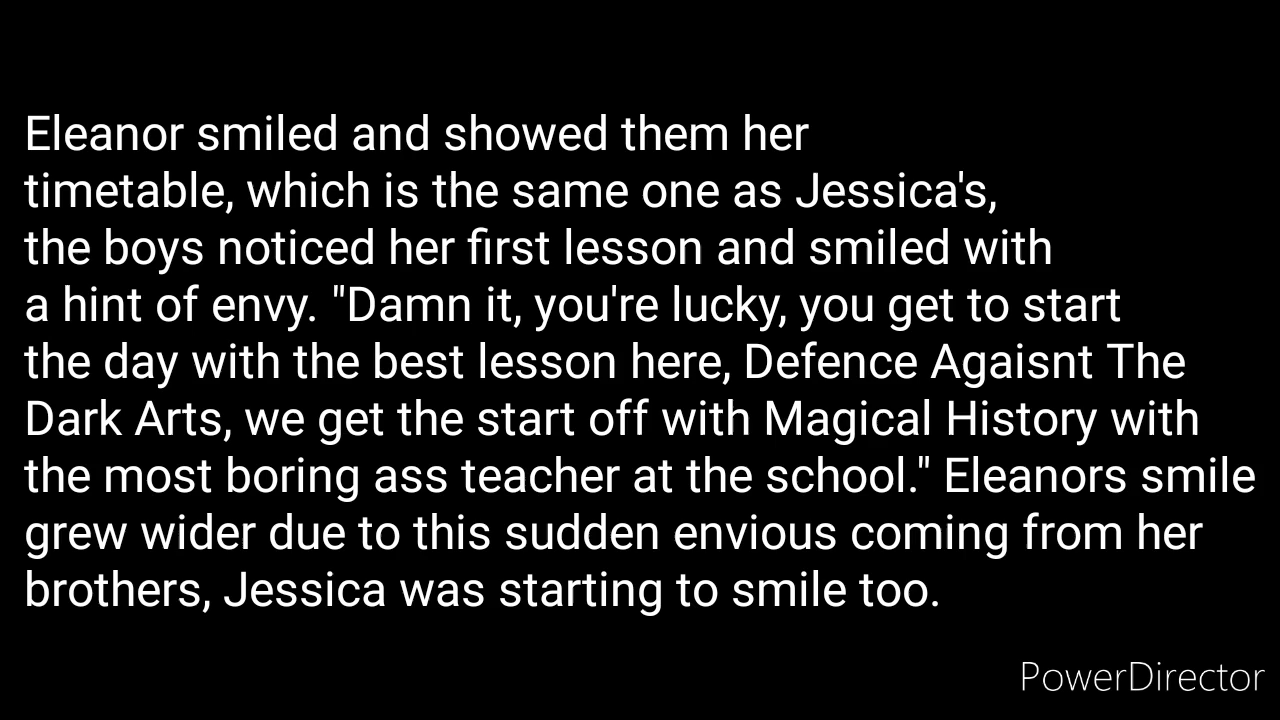 Eleanor smiled and showed them her
timetable, which is the same one as Jessica's,
the boys noticed her first lesson and smiled with
a hint of envy. "Damn it, you're lucky, you get to start
the day with the best lesson here, Defence Agaisnt The
Dark Arts, we get the start off with Magical History with
the most boring ass teacher at the school." Eleanors smile
grew wider due to this sudden envious coming from her
brothers, Jessica was starting to smile too.
PowerDirector